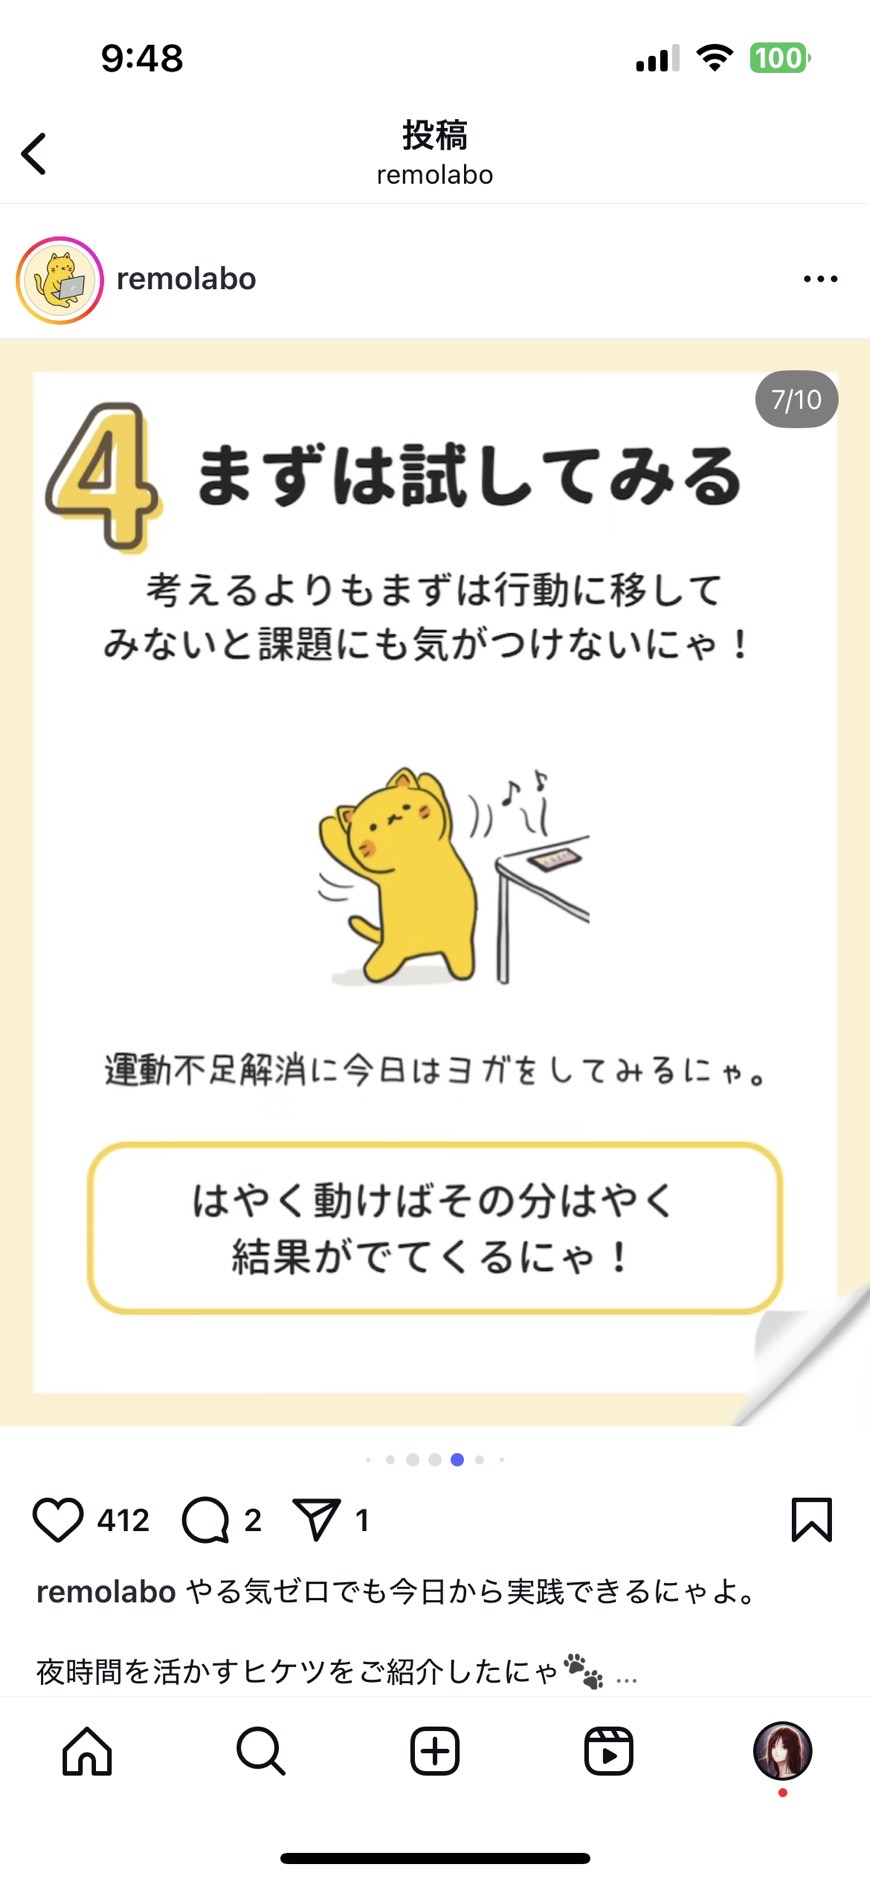 9:48
100
投稿
remolabo
remolabo
7/10
4 まずは試してみる
考えるよりもまずは行動に移して
みないと課題にも気がつけないにゃ！
運動不足解消に今日はヨガをしてみるにゃ。
はやく動けばその分はやく
結果がでてくるにゃ！
412 2 1
remolabo やる気ゼロでも今日から実践できるにゃよ。
夜時間を活かすヒケツをご紹介したにゃ🐾 ...